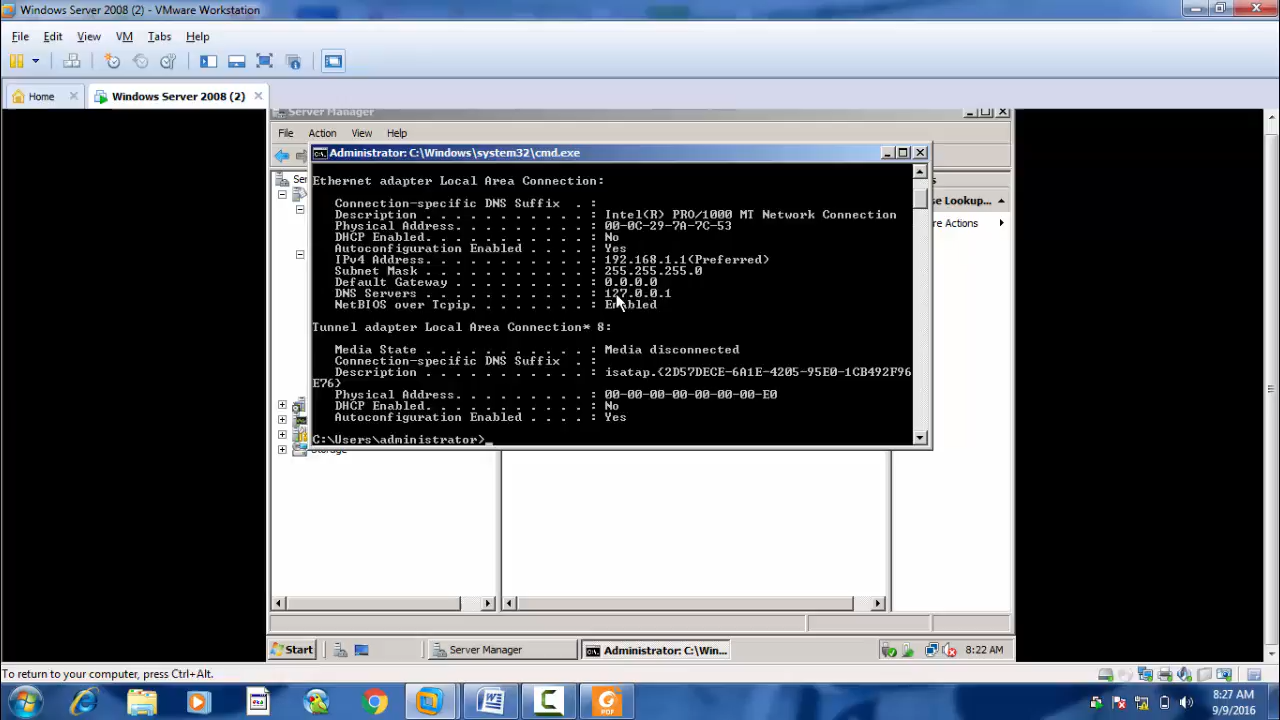 Windows Server 2008 (2) - VMware Workstation
File Edit View VM Tabs Help
Home
Windows Server 2008 (2)
Server Manager
File Action View Help
Administrator: C:\Windows\system32\cmd.exe
Ethernet adapter Local Area Connection:
Connection-specific DNS Suffix . :
Description . . . . . . . . . . . : Intel(R) PRO/1000 MT Network Connection
Physical Address. . . . . . . . . : 00-0C-29-7A-7C-53
DHCP Enabled. . . . . . . . . . . : No
Autoconfiguration Enabled . . . . : Yes
IPv4 Address. . . . . . . . . . . : 192.168.1.1(Preferred)
Subnet Mask . . . . . . . . . . . : 255.255.255.0
Default Gateway . . . . . . . . . : 0.0.0.0
DNS Servers . . . . . . . . . . . : 127.0.0.1
NetBIOS over Tcpip. . . . . . . . : Enabled
Tunnel adapter Local Area Connection* 8:
Media State . . . . . . . . . . . : Media disconnected
Connection-specific DNS Suffix . :
Description . . . . . . . . . . . : isatap.{2D57DECE-6A1E-4205-95E0-1CB492F96
E76}
Physical Address. . . . . . . . . : 00-00-00-00-00-00-00-E0
DHCP Enabled. . . . . . . . . . . : No
Autoconfiguration Enabled . . . . : Yes
C:\Users\administrator>_
Ser
se Lookup...
re Actions
Storage
Start
Server Manager
Administrator: C:\Win...
8:22 AM
To return to your computer, press Ctrl+Alt.
PDF
8:27 AM
9/9/2016